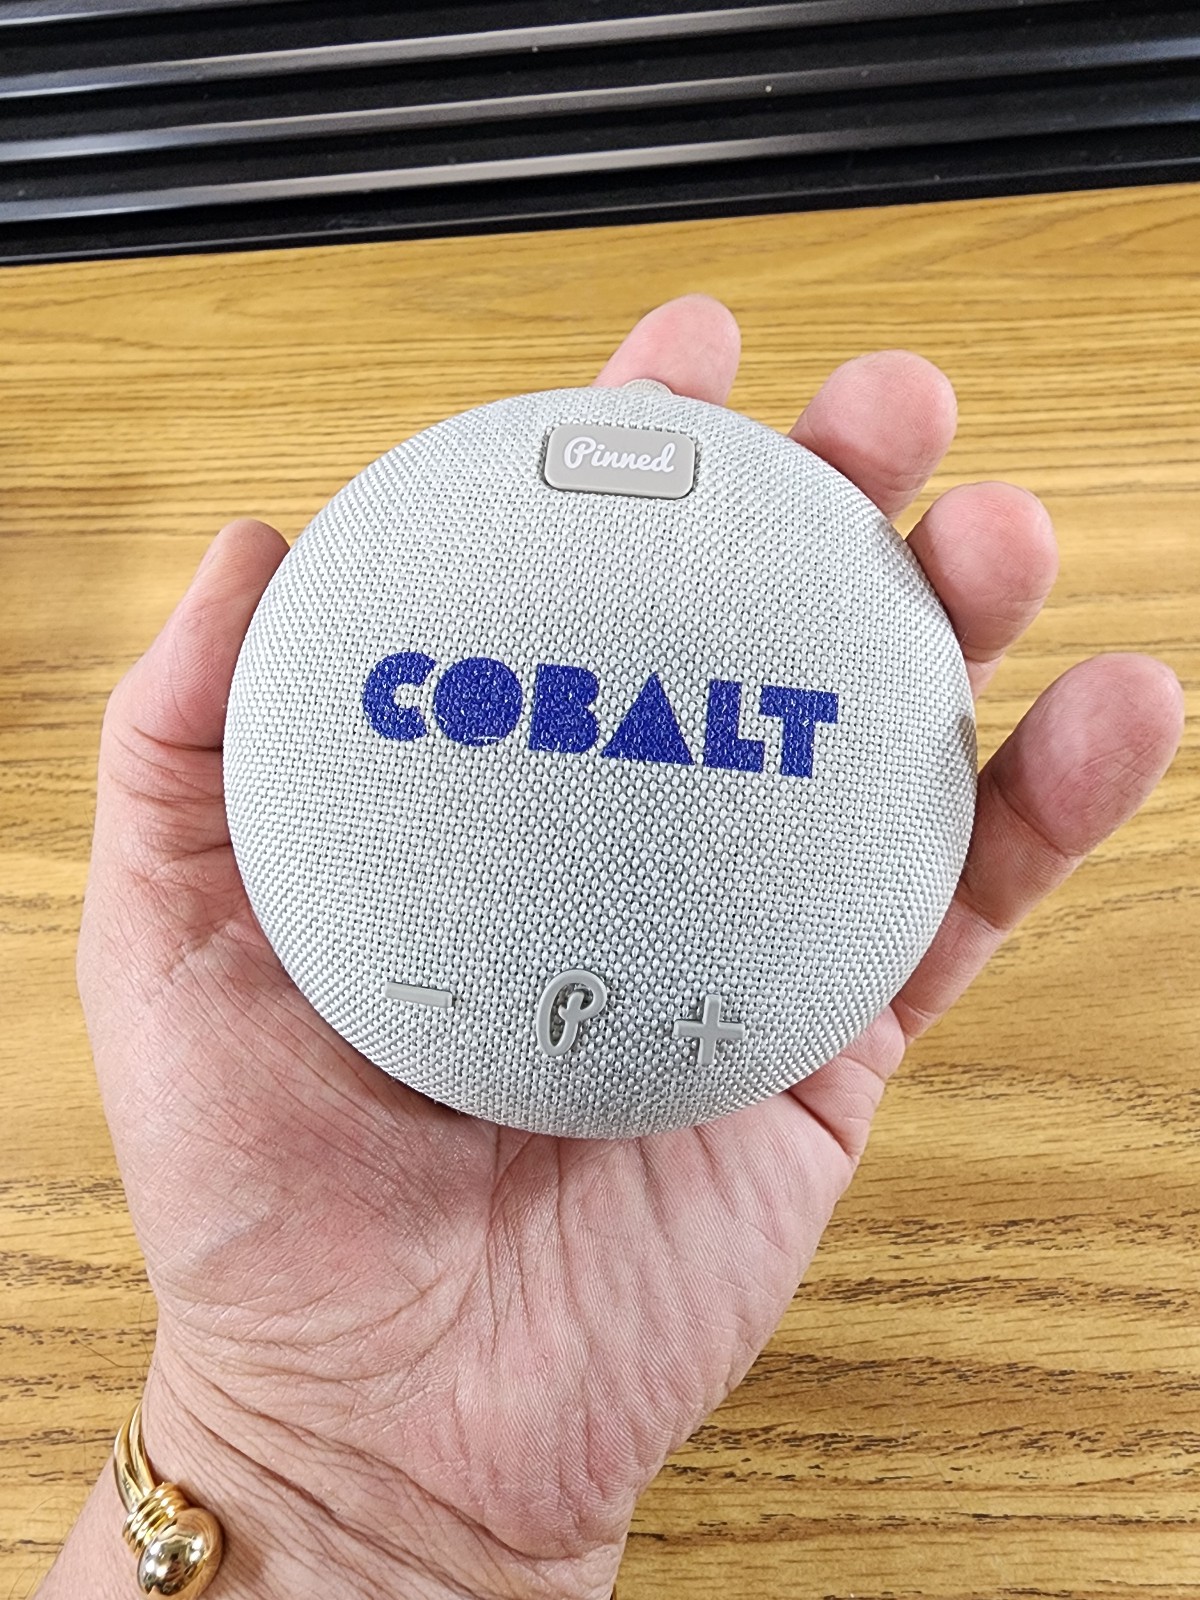 Pinned
COBALT
- P +